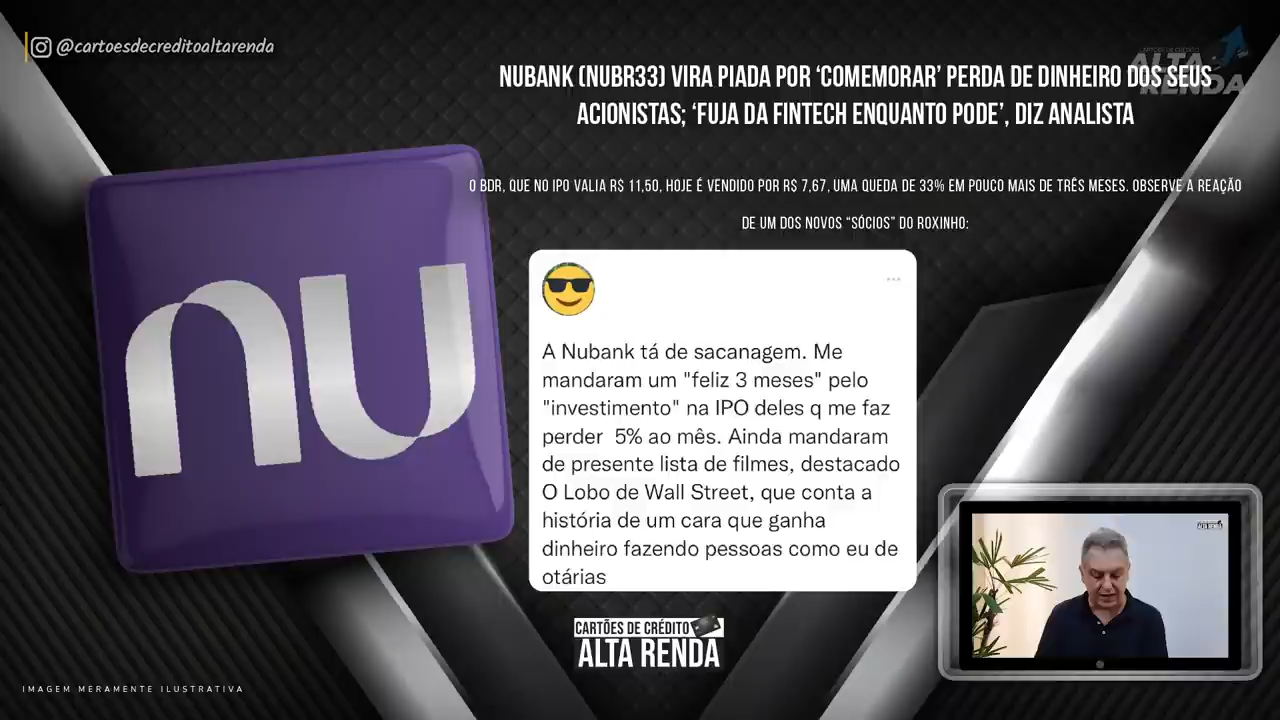 @cartoesdecreditoaltarenda
CARTÕES DE CRÉDITO
ALTA
RENDA
NUBANK (NUBR33) VIRA PIADA POR ‘COMEMORAR’ PERDA DE DINHEIRO DOS SEUS
ACIONISTAS; ‘FUJA DA FINTECH ENQUANTO PODE’, DIZ ANALISTA
O BDR, QUE NO IPO VALIA R$ 11,50, HOJE É VENDIDO POR R$ 7,67, UMA QUEDA DE 33% EM POUCO MAIS DE TRÊS MESES. OBSERVE A REAÇÃO
DE UM DOS NOVOS “SÓCIOS” DO ROXINHO:
nu
A Nubank tá de sacanagem. Me
mandaram um "feliz 3 meses" pelo
"investimento" na IPO deles q me faz
perder 5% ao mês. Ainda mandaram
de presente lista de filmes, destacado
O Lobo de Wall Street, que conta a
história de um cara que ganha
dinheiro fazendo pessoas como eu de
otárias
CARTÕES DE CRÉDITO
ALTA RENDA
IMAGEM MERAMENTE ILUSTRATIVA